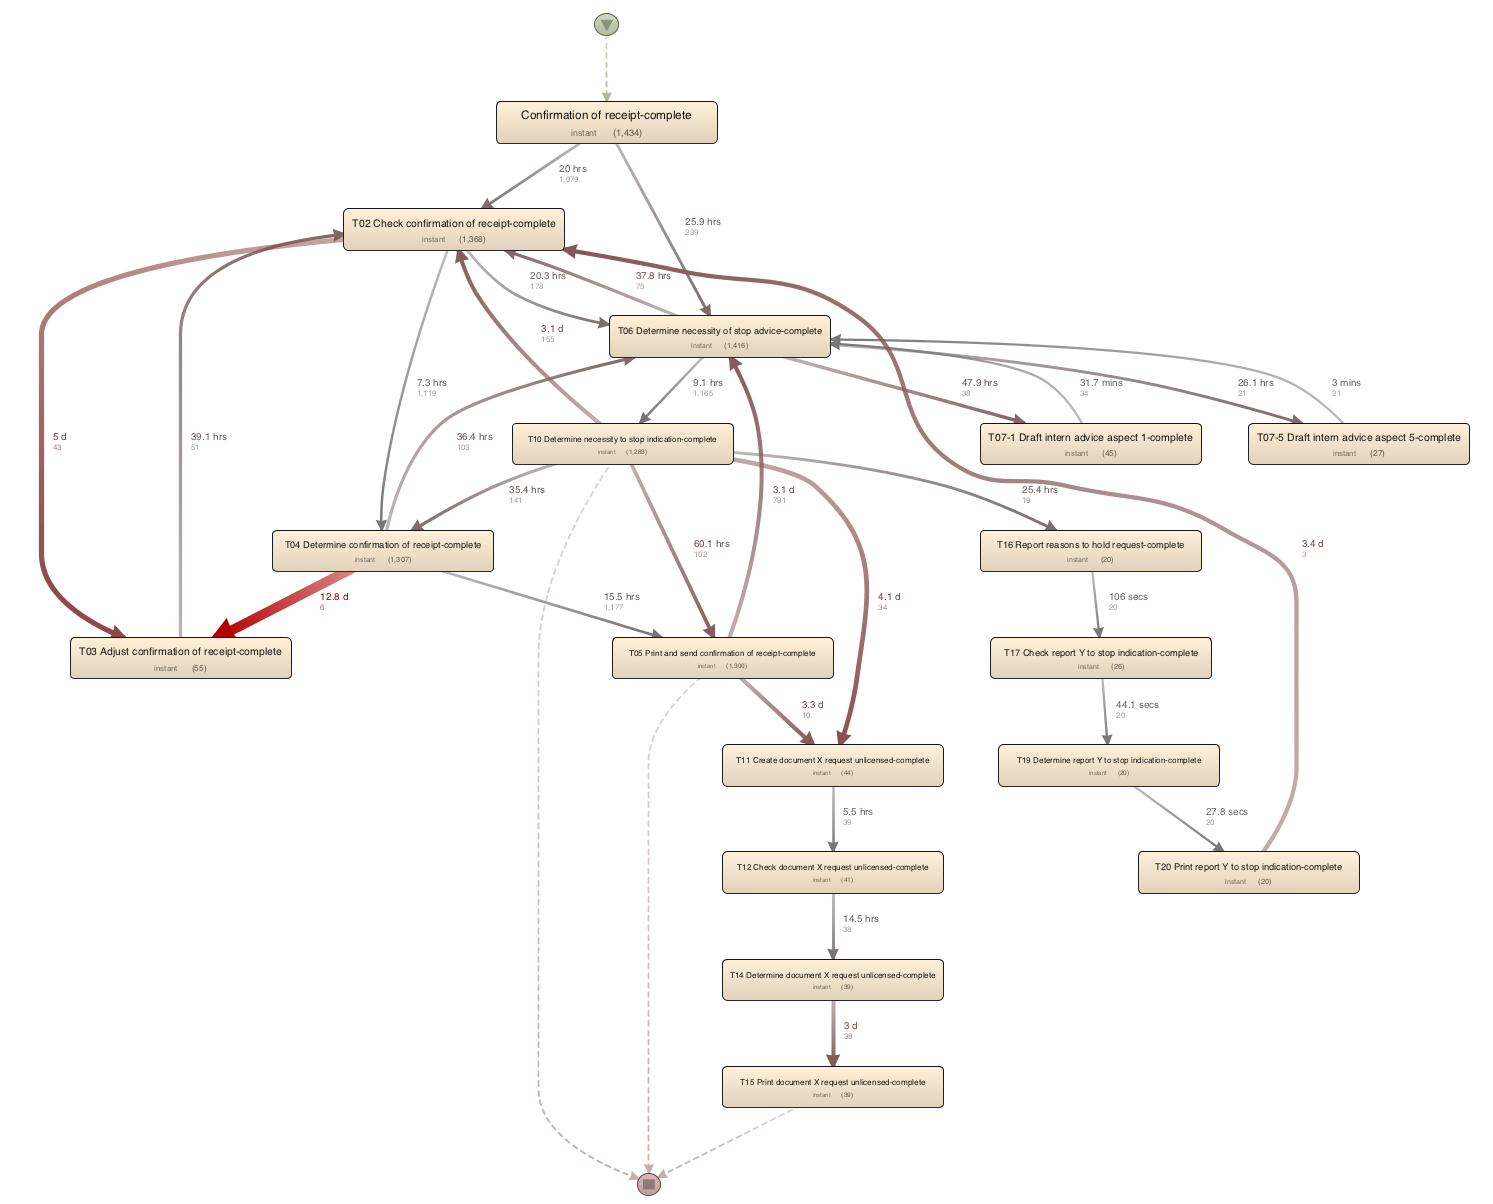 Confirmation of receipt-complete
instant (1,434)
20 hrs
1,079
25.9 hrs
239
T02 Check confirmation of receipt-complete
instant (1,368)
20.3 hrs
178
37.8 hrs
75
T06 Determine necessity of stop advice-complete
instant (1,416)
3.1 d
155
7.3 hrs
1,119
9.1 hrs
1,165
47.9 hrs
38
31.7 mins
34
26.1 hrs
21
3 mins
21
5 d
43
39.1 hrs
51
36.4 hrs
103
T10 Determine necessity to stop indication-complete
instant (1,283)
T07-1 Draft intern advice aspect 1-complete
instant (45)
T07-5 Draft intern advice aspect 5-complete
instant (27)
35.4 hrs
141
3.1 d
791
25.4 hrs
19
T04 Determine confirmation of receipt-complete
instant (1,307)
60.1 hrs
102
T16 Report reasons to hold request-complete
instant (20)
3.4 d
3
12.8 d
6
15.5 hrs
1,177
4.1 d
34
106 secs
20
T03 Adjust confirmation of receipt-complete
instant (55)
T05 Print and send confirmation of receipt-complete
instant (1,300)
T17 Check report Y to stop indication-complete
instant (26)
3.3 d
10
44.1 secs
20
T11 Create document X request unlicensed-complete
instant (44)
T19 Determine report Y to stop indication-complete
instant (20)
5.5 hrs
39
27.8 secs
20
T12 Check document X request unlicensed-complete
instant (41)
T20 Print report Y to stop indication-complete
instant (20)
14.5 hrs
38
T14 Determine document X request unlicensed-complete
instant (39)
3 d
38
T15 Print document X request unlicensed-complete
instant (39)